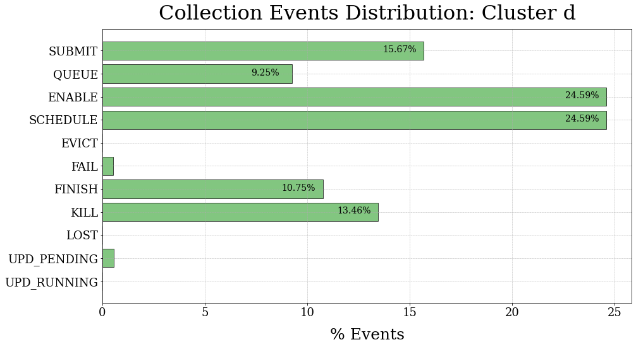 Collection Events Distribution: Cluster d
SUBMIT 15.67%
QUEUE 9.25%
ENABLE 24.59%
SCHEDULE 24.59%
EVICT
FAIL
FINISH 10.75%
KILL 13.46%
LOST
UPD_PENDING
UPD_RUNNING
0 5 10 15 20 25
% Events